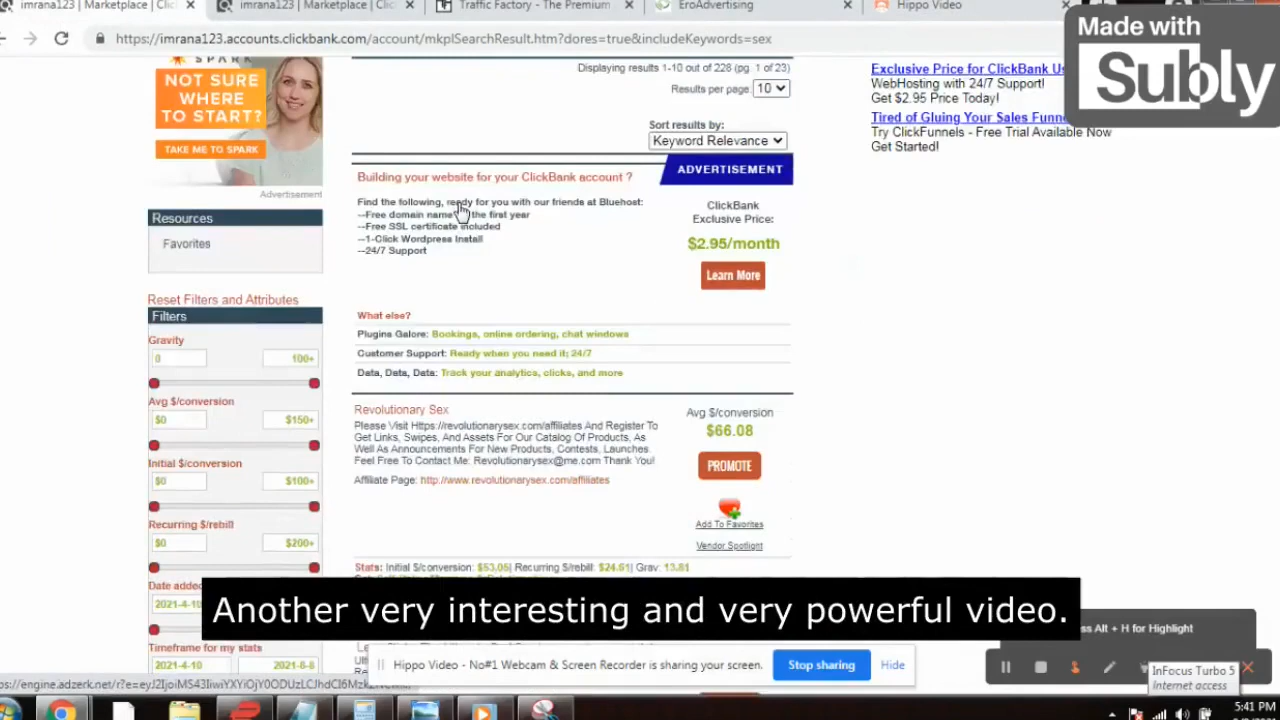 imrana123 | Marketplace | Clic
imrana123 | Marketplace | Click
Traffic Factory - The Premium
EroAdvertising
Hippo Video
https://imrana123.accounts.clickbank.com/account/mkplSearchResult.htm?dores=true&includeKeywords=sex
Made with
Subly
SPARK
NOT SURE
WHERE
TO START?
TAKE ME TO SPARK
Advertisement
Resources
Favorites
Reset Filters and Attributes
Filters
Gravity
0
100+
Avg $/conversion
$0
$150+
Initial $/conversion
$0
$100+
Recurring $/rebill
$0
$200+
Date added
2021-4-10
Timeframe for my stats
2021-4-10
2021-8-8
Displaying results 1-10 out of 228 (pg. 1 of 23)
Results per page: 10
Sort results by:
Keyword Relevance
ADVERTISEMENT
Building your website for your ClickBank account ?
Find the following, ready for you with our friends at Bluehost:
--Free domain name the first year
--Free SSL certificate included
--1-Click Wordpress Install
--24/7 Support
ClickBank
Exclusive Price:
$2.95/month
Learn More
What else?
Plugins Galore: Bookings, online ordering, chat windows
Customer Support: Ready when you need it; 24/7
Data, Data, Data: Track your analytics, clicks, and more
Revolutionary Sex
Please Visit Https://revolutionarysex.com/affiliates And Register To
Get Links, Swipes, And Assets For Our Catalog Of Products, As
Well As Announcements For New Products, Contests, Launches.
Feel Free To Contact Me: Revolutionarysex@me.com Thank You!
Affiliate Page: http://www.revolutionarysex.com/affiliates
Avg $/conversion
$66.08
PROMOTE
Add To Favorites
Vendor Spotlight
Stats: Initial $/conversion: $53.05| Recurring $/rebill: $24.61| Grav: 13.81
Exclusive Price for ClickBank Us
WebHosting with 24/7 Support!
Get $2.95 Price Today!
Tired of Gluing Your Sales Funne
Try ClickFunnels - Free Trial Available Now
Get Started!
Another very interesting and very powerful video.
ss Alt + H for Highlight
Hippo Video - No#1 Webcam & Screen Recorder is sharing your screen.
Stop sharing
Hide
InFocus Turbo 5
Internet access
5:41 PM